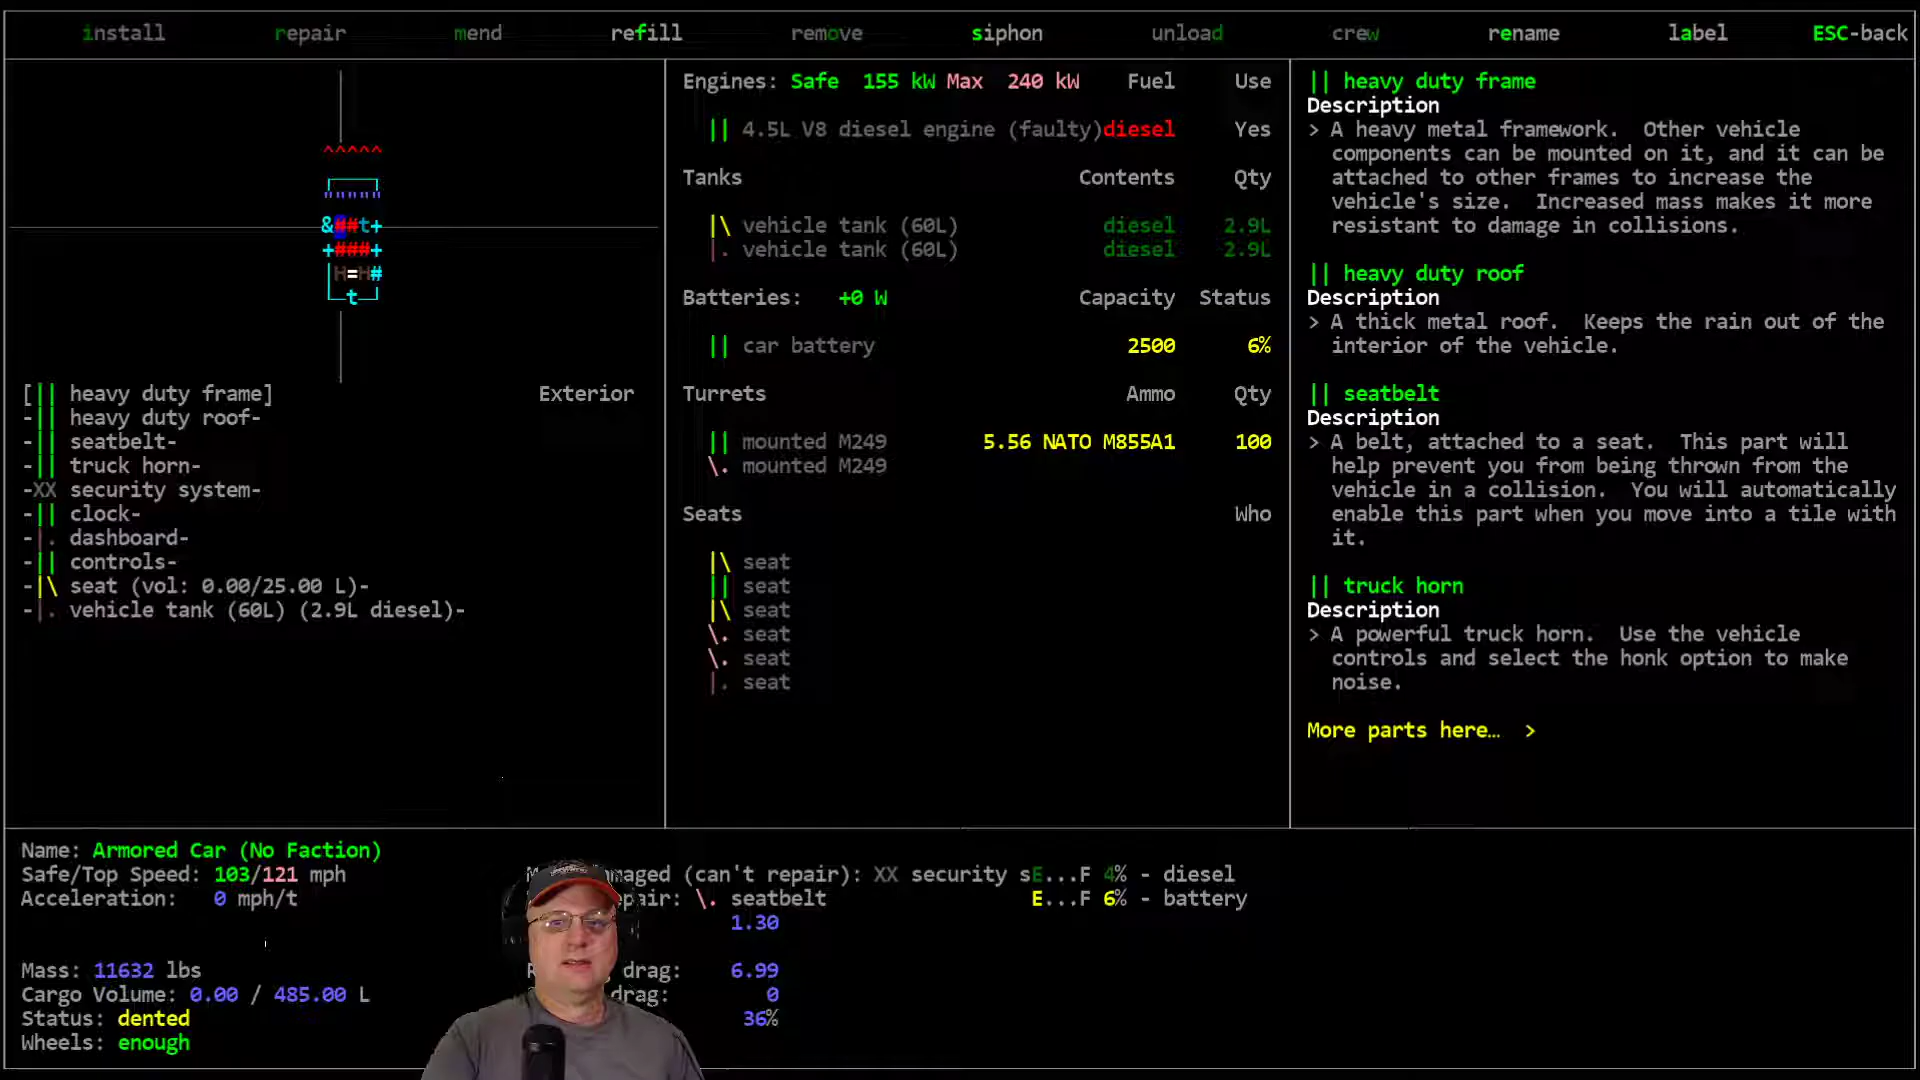 install repair mend refill remove siphon unload crew rename label ESC-back
Engines: Safe 155 kW Max 240 kW Fuel Use
|| 4.5L V8 diesel engine (faulty)diesel Yes
Tanks Contents Qty
|\ vehicle tank (60L) diesel 2.9L
|. vehicle tank (60L) diesel 2.9L
Batteries: +0 W Capacity Status
|| car battery 2500 6%
Turrets Ammo Qty
|| mounted M249 5.56 NATO M855A1 100
\. mounted M249
Seats Who
|\ seat
|| seat
|\ seat
\. seat
\. seat
|. seat
^^^^^
"""""
&##t+
+###+
H=H#
t
[|| heavy duty frame] Exterior
-|| heavy duty roof-
-|| seatbelt-
-|| truck horn-
-XX security system-
-|| clock-
-|. dashboard-
-|| controls-
-|\ seat (vol: 0.00/25.00 L)-
-|. vehicle tank (60L) (2.9L diesel)-
|| heavy duty frame
Description
> A heavy metal framework. Other vehicle
components can be mounted on it, and it can be
attached to other frames to increase the
vehicle's size. Increased mass makes it more
resistant to damage in collisions.
|| heavy duty roof
Description
> A thick metal roof. Keeps the rain out of the
interior of the vehicle.
|| seatbelt
Description
> A belt, attached to a seat. This part will
help prevent you from being thrown from the
vehicle in a collision. You will automatically
enable this part when you move into a tile with
it.
|| truck horn
Description
> A powerful truck horn. Use the vehicle
controls and select the honk option to make
noise.
More parts here… >
Name: Armored Car (No Faction)
Safe/Top Speed: 103/121 mph
Acceleration: 0 mph/t
Mass: 11632 lbs
Cargo Volume: 0.00 / 485.00 L
Status: dented
Wheels: enough
(can't repair): XX security sE...F 4% - diesel
\. seatbelt E...F 6% - battery
1.30
drag: 6.99
drag: 0
36%